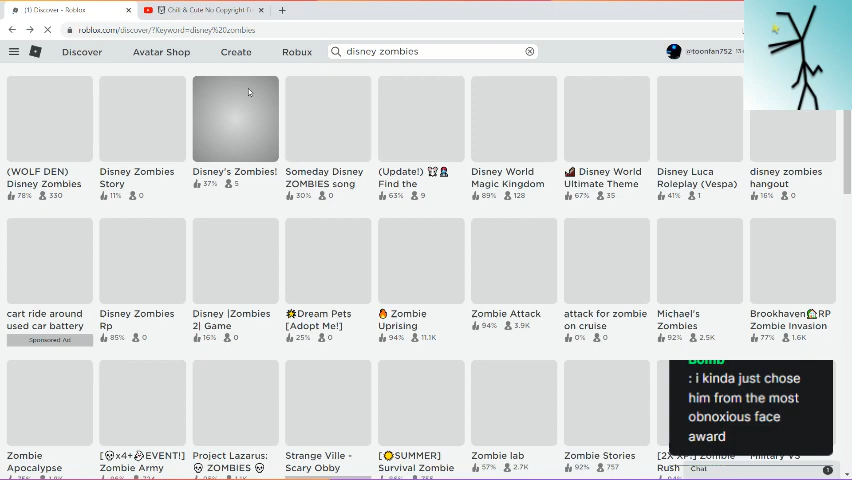 (1) Discover - Roblox
Chill & Cute No Copyright
roblox.com/discover/?Keyword=disney%20zombies
Discover Avatar Shop Create Robux disney zombies @toonfan752
(WOLF DEN) Disney Zombies 78% 330
Disney Zombies Story 11% 0
Disney's Zombies! 37% 5
Someday Disney ZOMBIES song 30% 0
(Update!) Find the 63% 9
Disney World Magic Kingdom 89% 128
Disney World Ultimate Theme 67% 35
Disney Luca Roleplay (Vespa) 41% 1
disney zombies hangout 16% 0
cart ride around used car battery
Sponsored Ad
Disney Zombies Rp 85% 0
Disney |Zombies 2| Game 16% 0
Dream Pets [Adopt Me!] 25% 0
Zombie Uprising 94% 11.1K
Zombie Attack 94% 3.9K
attack for zombie on cruise 0% 0
Michael's Zombies 92% 2.5K
Brookhaven RP Zombie Invasion 77% 1.6K
Zombie Apocalypse
[💀x4+ EVENT!] Zombie Army
Project Lazarus: 💀 ZOMBIES 💀
Strange Ville - Scary Obby
[SUMMER] Survival Zombie
Zombie lab 57% 2.7K
Zombie Stories 92% 757
Rush
Military VS
Bomb
: i kinda just chose
him from the most
obnoxious face
award
Chat 1